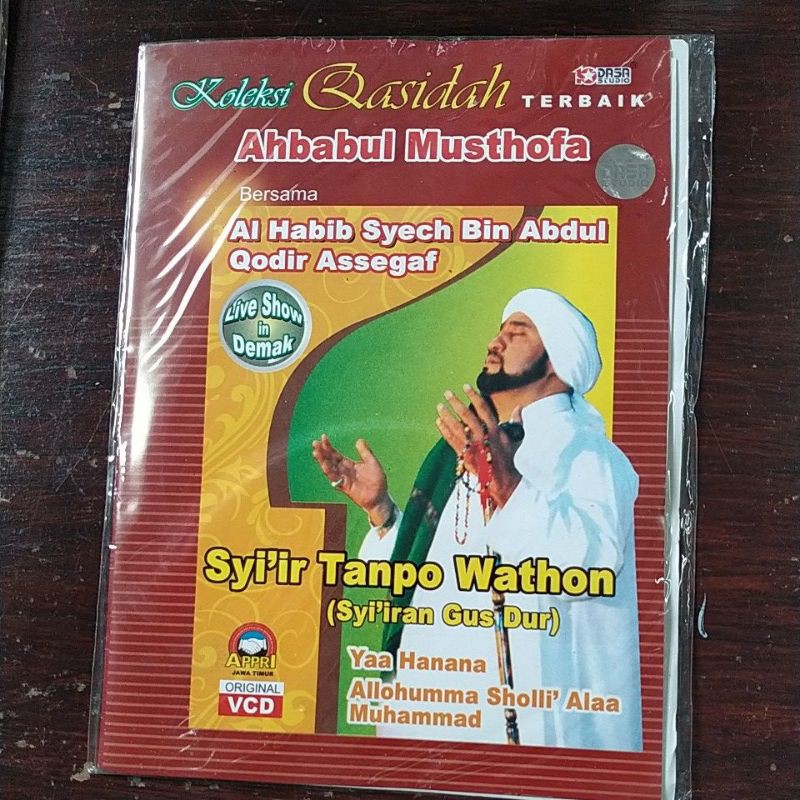 Koleksi Qasidah TERBAIK
DASA STUDIO
Ahbabul Musthofa
DASA STUDIO
Bersama
Al Habib Syech Bin Abdul
Qodir Assegaf
Live Show
in
Demak
Syi'ir Tanpo Wathon
(Syi'iran Gus Dur)
Yaa Hanana
Allohumma Sholli' Alaa
Muhammad
APPRI
JAWA TIMUR
ORIGINAL
VCD